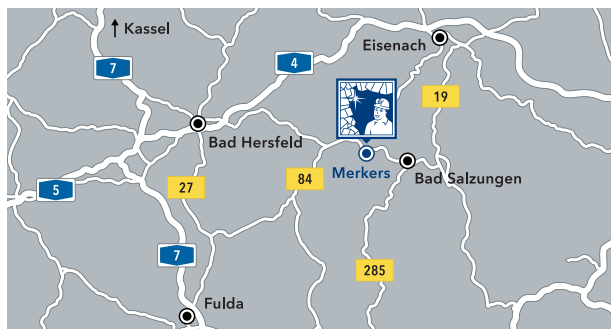 Kassel
Eisenach
7
4
19
Bad Hersfeld
Merkers
Bad Salzungen
5
27
84
7
285
Fulda